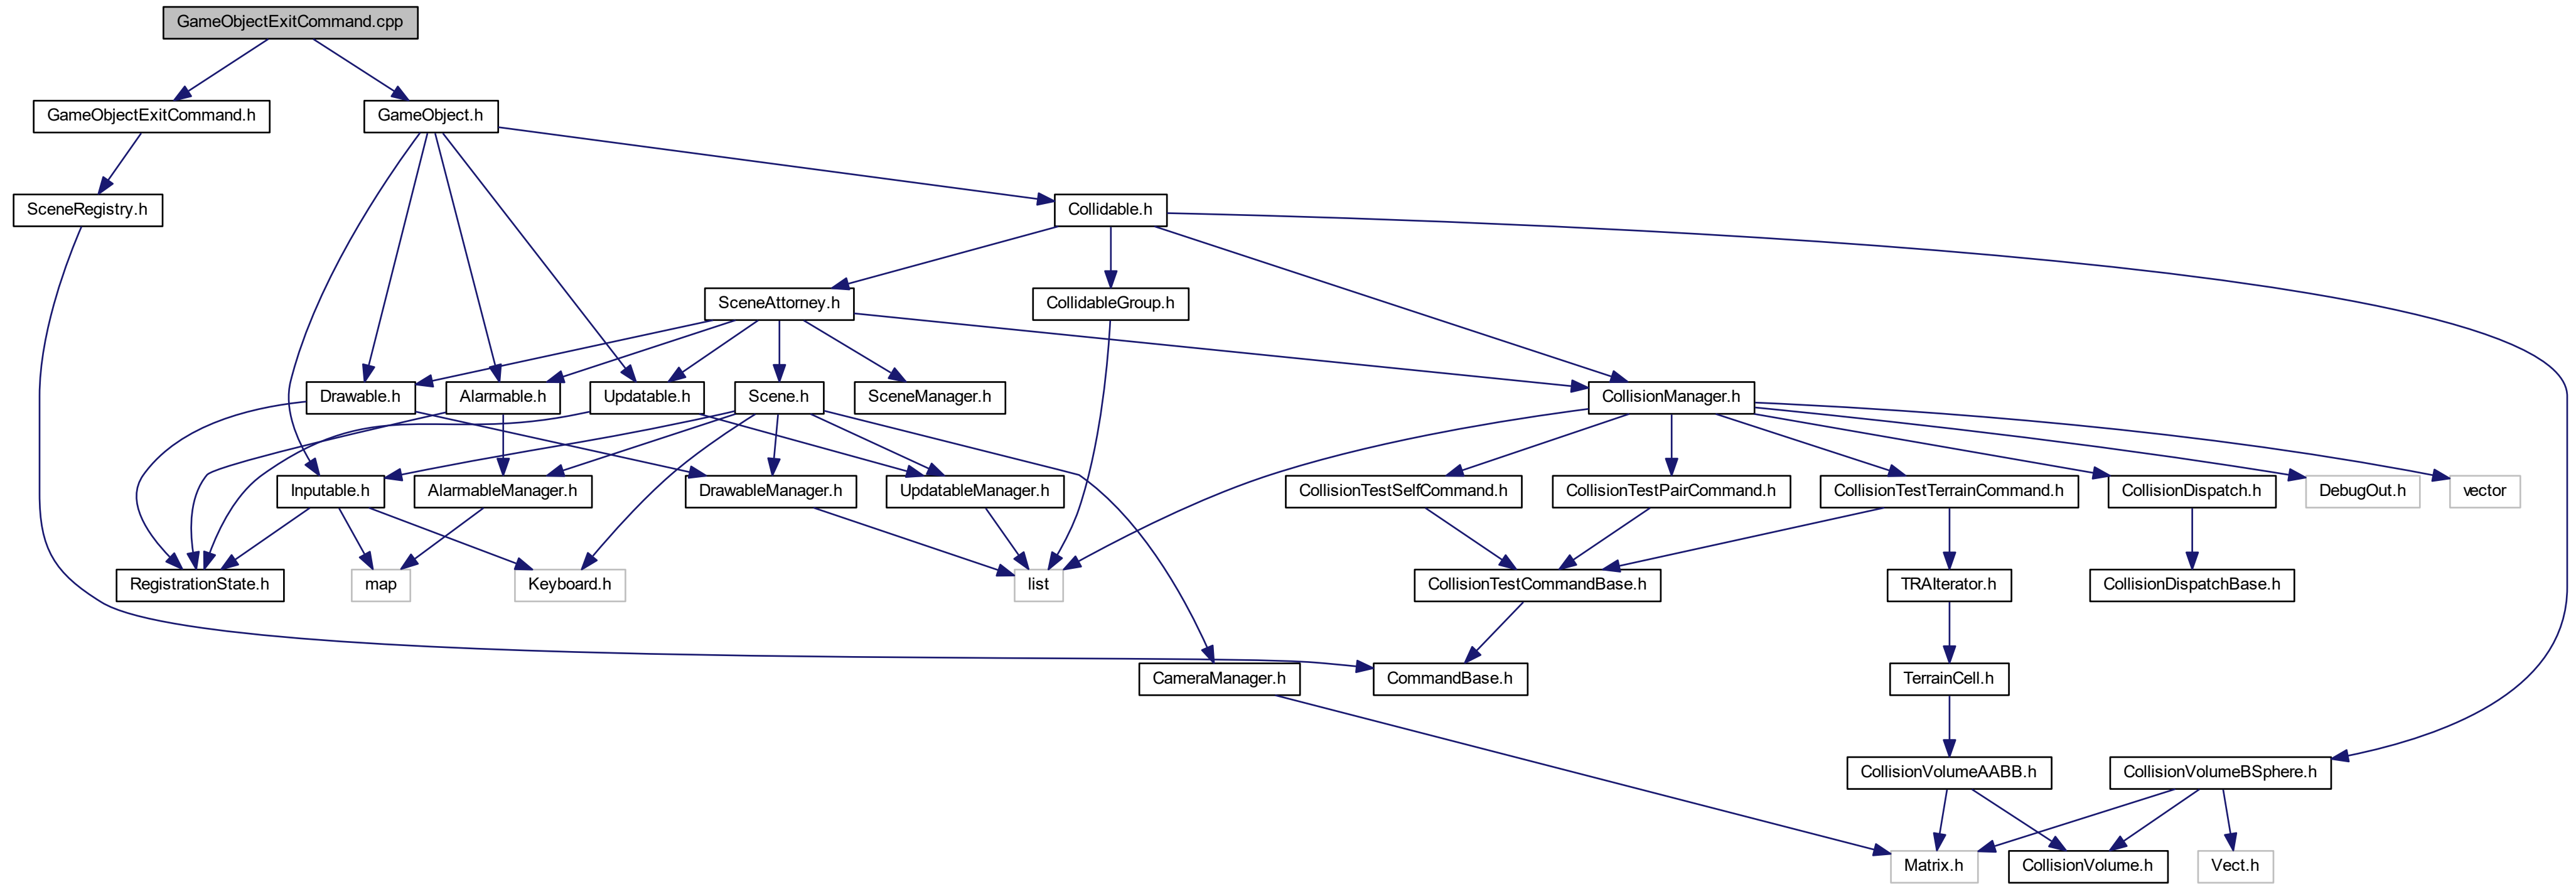 GameObjectExitCommand.cpp
GameObjectExitCommand.h
GameObject.h
SceneRegistry.h
Collidable.h
SceneAttorney.h
CollidableGroup.h
Drawable.h
Alarmable.h
Updatable.h
Scene.h
SceneManager.h
CollisionManager.h
Inputable.h
AlarmableManager.h
DrawableManager.h
UpdatableManager.h
CollisionTestSelfCommand.h
CollisionTestPairCommand.h
CollisionTestTerrainCommand.h
CollisionDispatch.h
DebugOut.h
vector
RegistrationState.h
map
Keyboard.h
list
CollisionTestCommandBase.h
TRAIterator.h
CollisionDispatchBase.h
CameraManager.h
CommandBase.h
TerrainCell.h
CollisionVolumeAABB.h
CollisionVolumeBSphere.h
Matrix.h
CollisionVolume.h
Vect.h